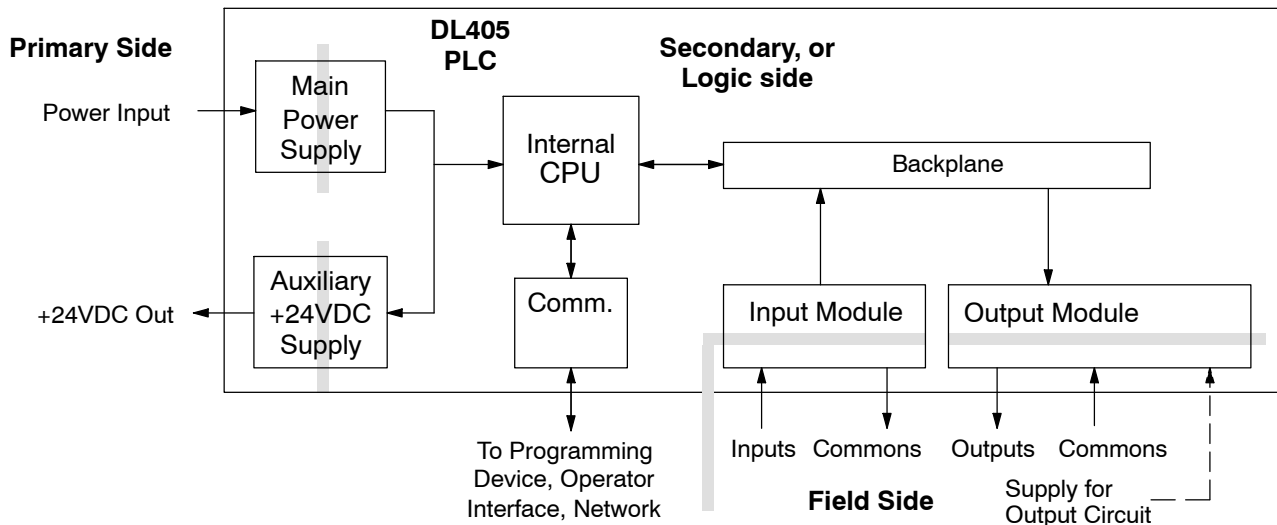 Primary Side
DL405
PLC
Secondary, or
Logic side
Power Input
Main
Power
Supply
Internal
CPU
Backplane
+24VDC Out
Auxiliary
+24VDC
Supply
Comm.
Input Module
Output Module
Inputs
Commons
Outputs
Commons
To Programming
Device, Operator
Interface, Network
Field Side
Supply for
Output Circuit